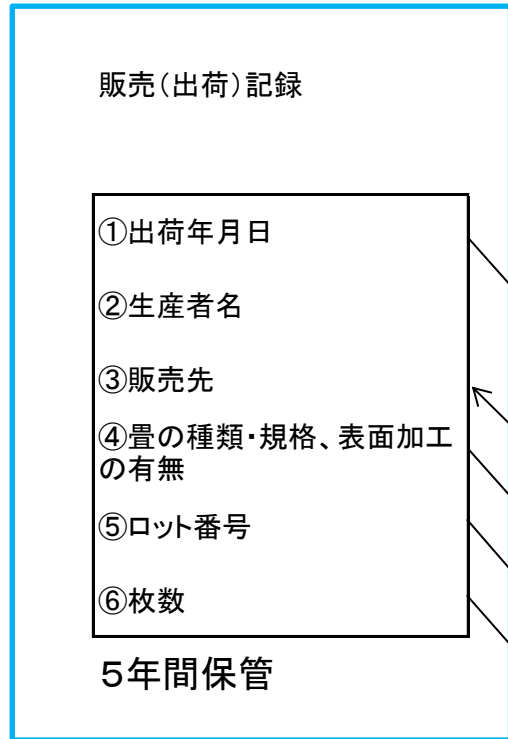 販売（出荷）記録
①出荷年月日
②生産者名
③販売先
④畳の種類・規格、表面加工
の有無
⑤ロット番号
⑥枚数
５年間保管